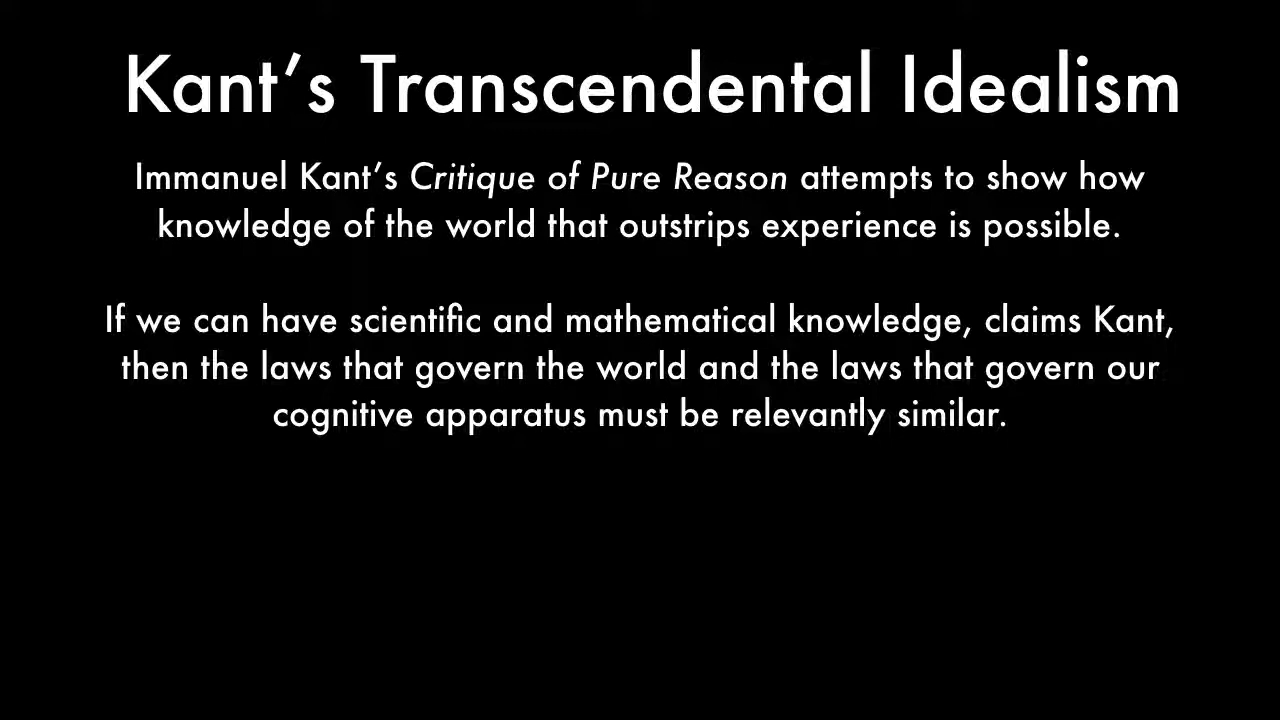 Kant’s Transcendental Idealism
Immanuel Kant’s Critique of Pure Reason attempts to show how
knowledge of the world that outstrips experience is possible.
If we can have scientific and mathematical knowledge, claims Kant,
then the laws that govern the world and the laws that govern our
cognitive apparatus must be relevantly similar.